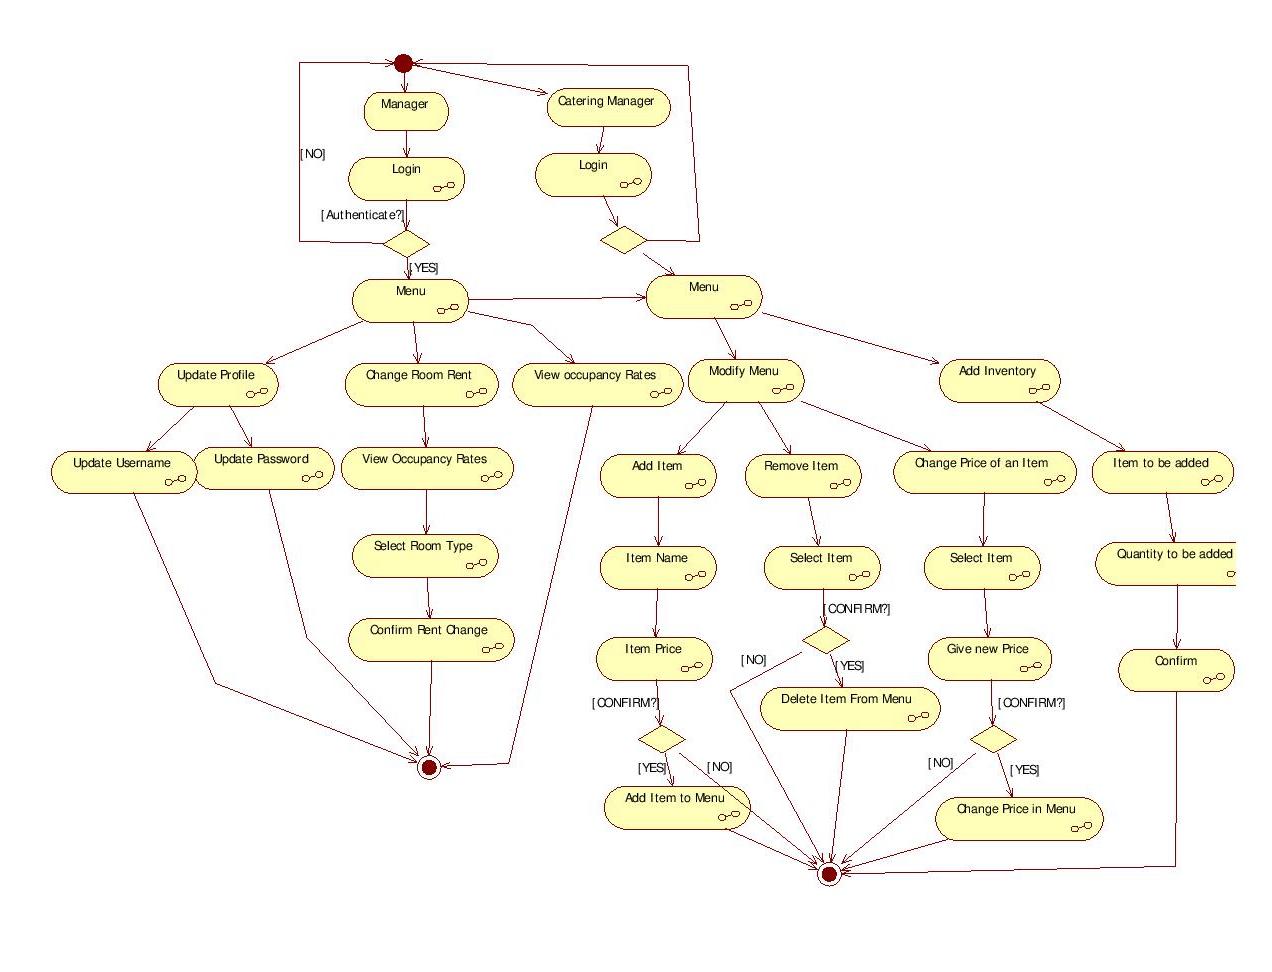 Manager
Catering Manager
[NO]
Login
Login
[Authenticate?]
[YES]
Menu
Menu
Update Profile
Change Room Rent
View occupancy Rates
Modify Menu
Add Inventory
Update Username
Update Password
View Occupancy Rates
Add Item
Remove Item
Change Price of an Item
Item to be added
Select Room Type
Item Name
Select Item
Select Item
Quantity to be added
[CONFIRM?]
Confirm Rent Change
Item Price
[NO]
[YES]
Give new Price
Confirm
[CONFIRM?]
Delete Item From Menu
[CONFIRM?]
[YES]
[NO]
[NO]
[YES]
Add Item to Menu
Change Price in Menu